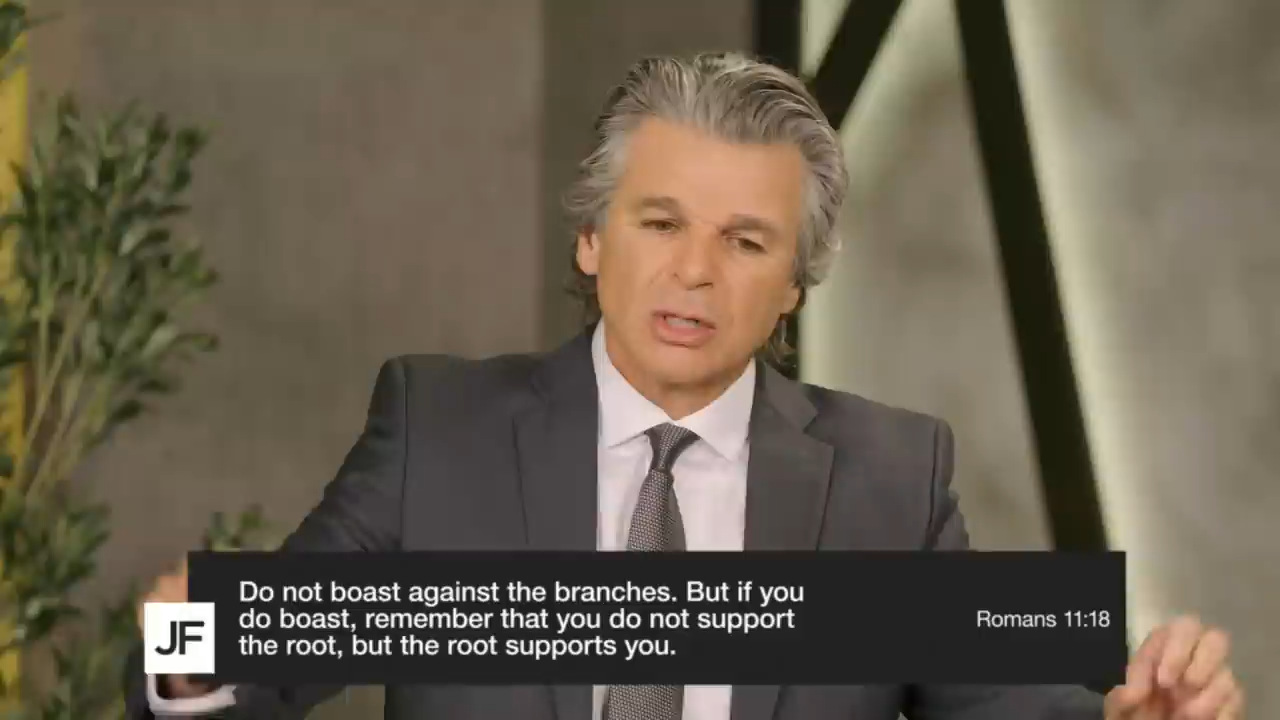 Do not boast against the branches. But if you
do boast, remember that you do not support
the root, but the root supports you.
Romans 11:18
JF